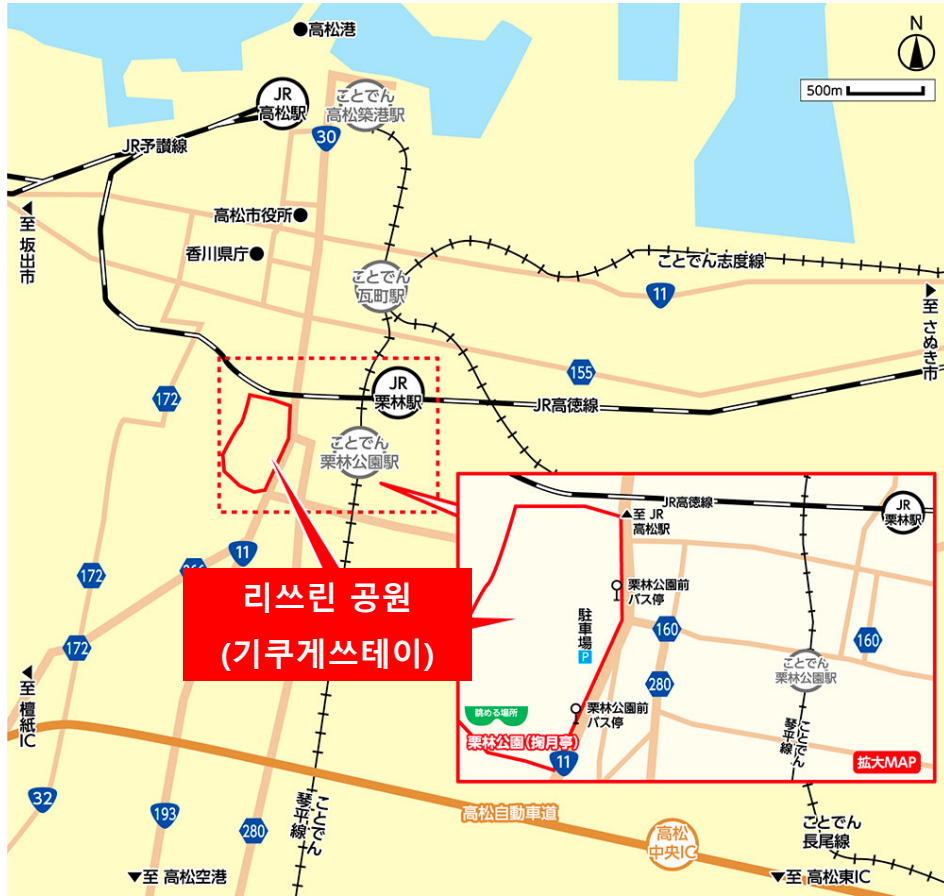 高松港
N
500m
JR
高松駅
ことでん
高松築港駅
JR予讃線
30
高松市役所
香川県庁
至 坂出市
ことでん
瓦町駅
ことでん志度線
11
至 さぬき市
155
172
JR
栗林駅
JR高徳線
ことでん
栗林公園駅
11
172
172
리쓰린 공원
(기쿠게쓰테이)
JR高徳線
JR
栗林駅
至 JR
高松駅
栗林公園前
バス停
駐車場
P
160
160
280
ことでん
栗林公園駅
栗林公園前
バス停
眺める場所
栗林公園(掬月亭)
11
ことでん
琴平線
拡大MAP
至 檀紙IC
32
193
280
ことでん
琴平線
高松自動車道
高松
中央IC
ことでん
長尾線
至 高松空港
至 高松東IC